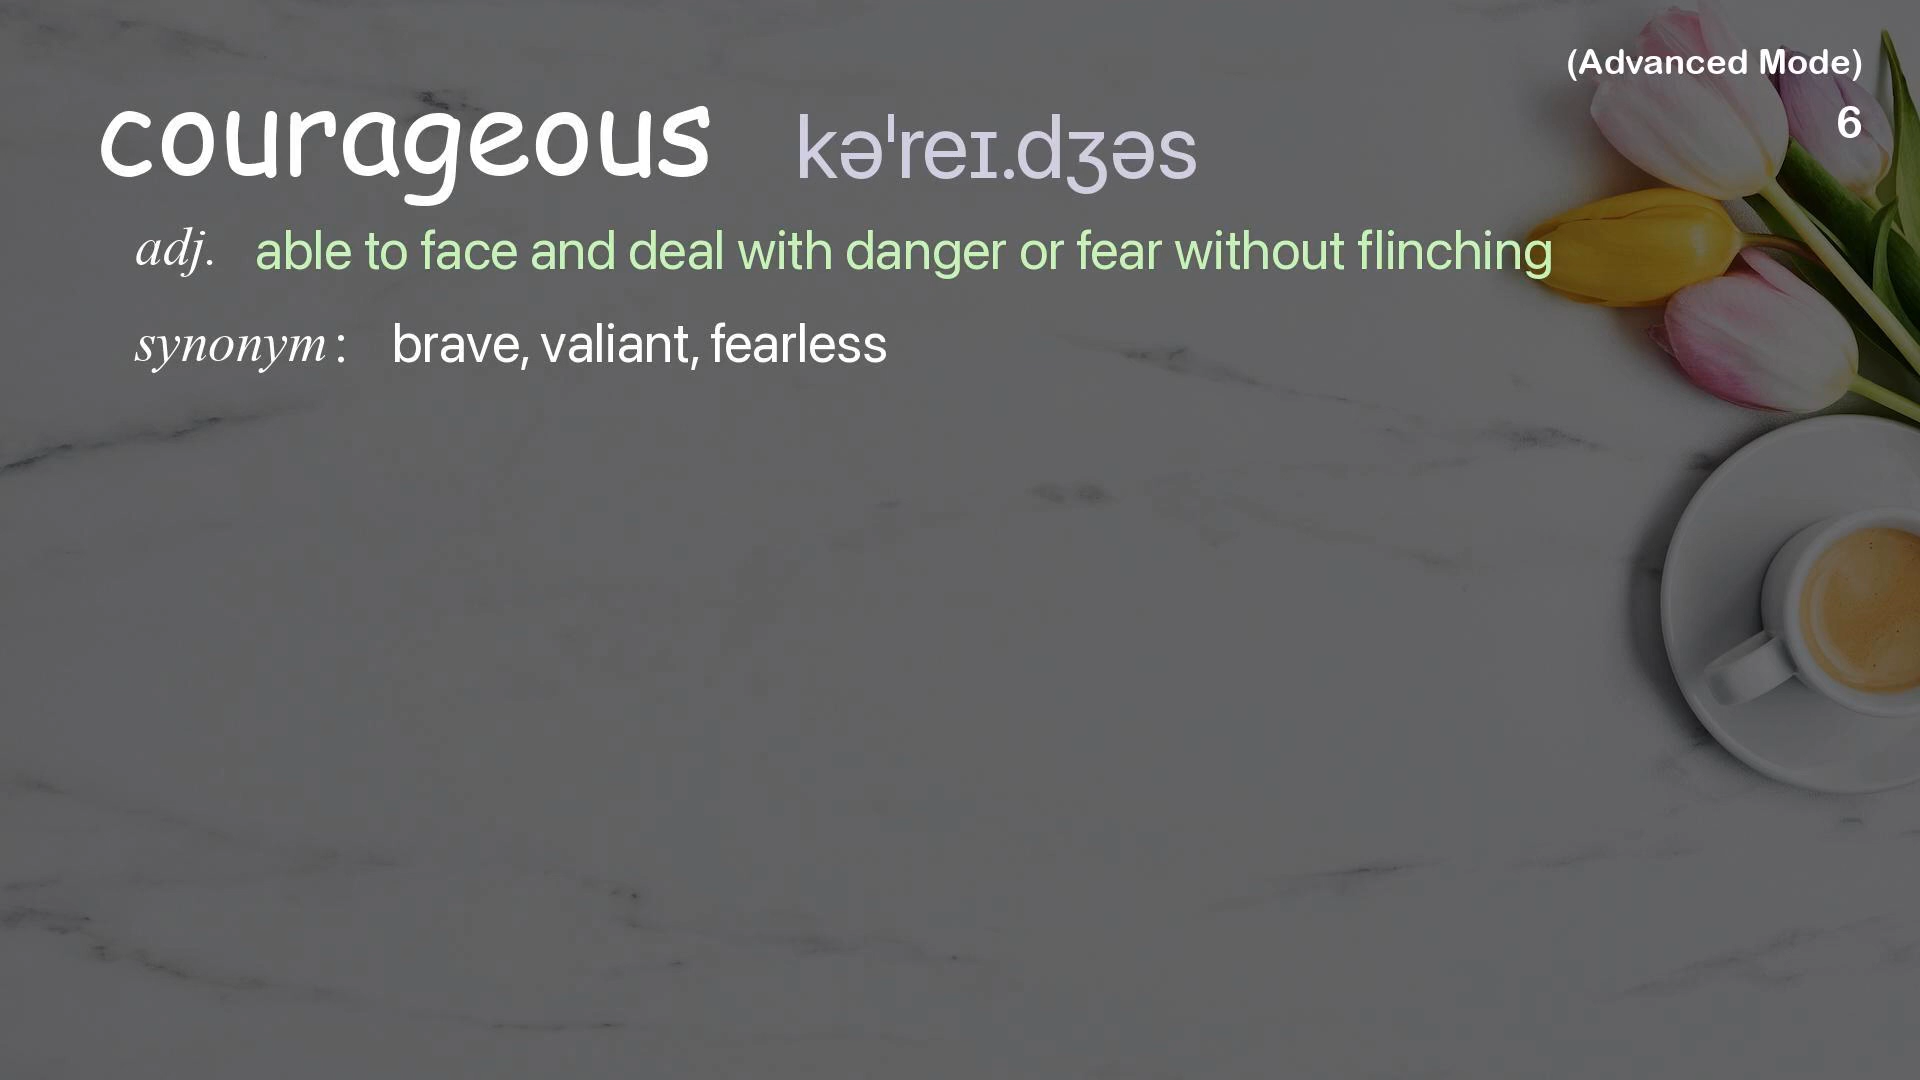 (Advanced Mode)
6
courageous kəˈreɪ.dʒəs
adj. able to face and deal with danger or fear without flinching
synonym: brave, valiant, fearless